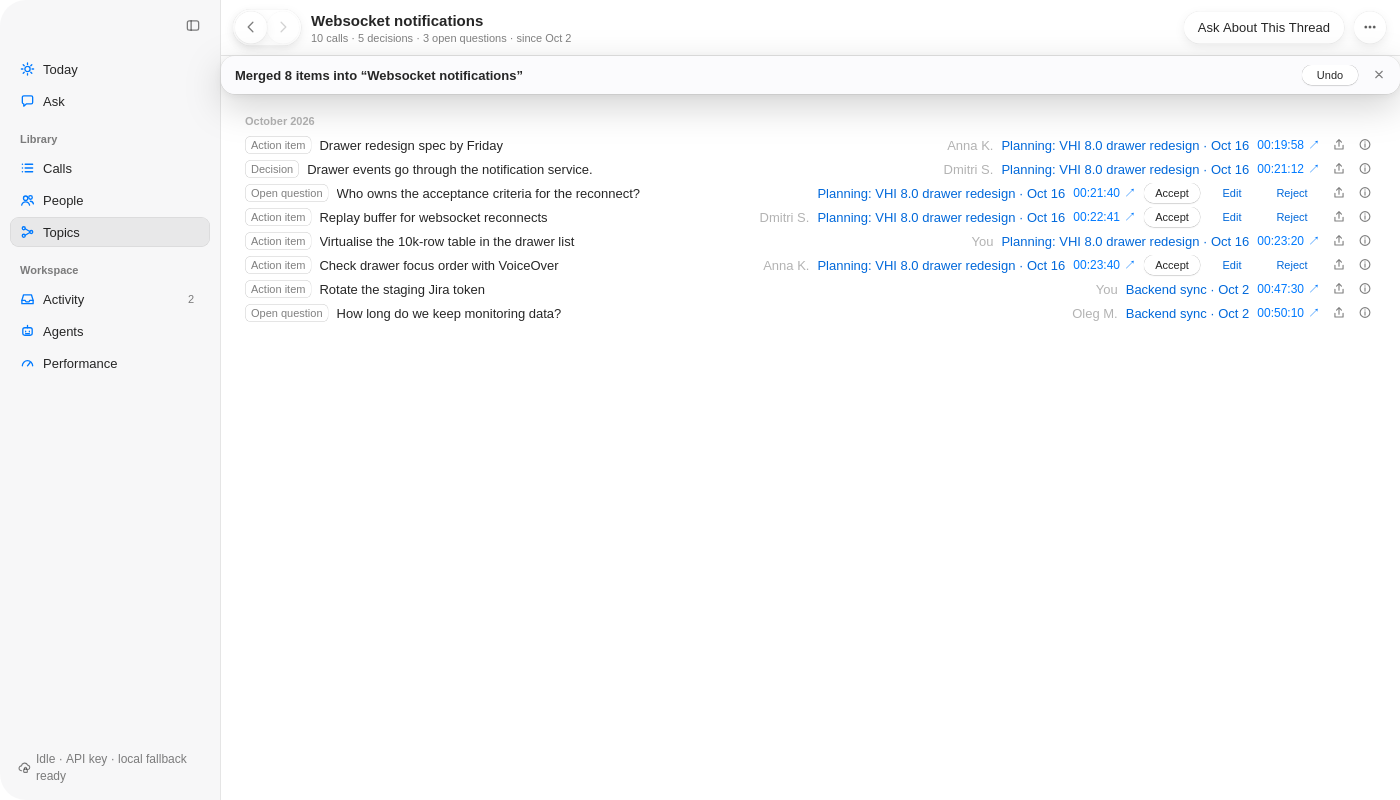 Websocket notifications
10 calls · 5 decisions · 3 open questions · since Oct 2
Ask About This Thread
Merged 8 items into “Websocket notifications”
Undo
Today
Ask
Library
Calls
People
Topics
Workspace
Activity 2
Agents
Performance
Idle · API key · local fallback
ready
October 2026
Action item Drawer redesign spec by Friday Anna K. Planning: VHI 8.0 drawer redesign · Oct 16 00:19:58
Decision Drawer events go through the notification service. Dmitri S. Planning: VHI 8.0 drawer redesign · Oct 16 00:21:12
Open question Who owns the acceptance criteria for the reconnect? Planning: VHI 8.0 drawer redesign · Oct 16 00:21:40 Accept Edit Reject
Action item Replay buffer for websocket reconnects Dmitri S. Planning: VHI 8.0 drawer redesign · Oct 16 00:22:41 Accept Edit Reject
Action item Virtualise the 10k-row table in the drawer list You Planning: VHI 8.0 drawer redesign · Oct 16 00:23:20
Action item Check drawer focus order with VoiceOver Anna K. Planning: VHI 8.0 drawer redesign · Oct 16 00:23:40 Accept Edit Reject
Action item Rotate the staging Jira token You Backend sync · Oct 2 00:47:30
Open question How long do we keep monitoring data? Oleg M. Backend sync · Oct 2 00:50:10